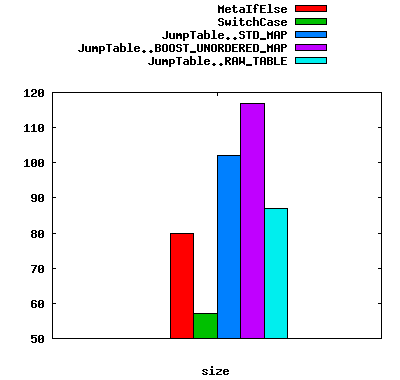 MetaIfElse
SwitchCase
JumpTable..STD_MAP
JumpTable..BOOST_UNORDERED_MAP
JumpTable..RAW_TABLE
120
110
100
90
80
70
60
50
size